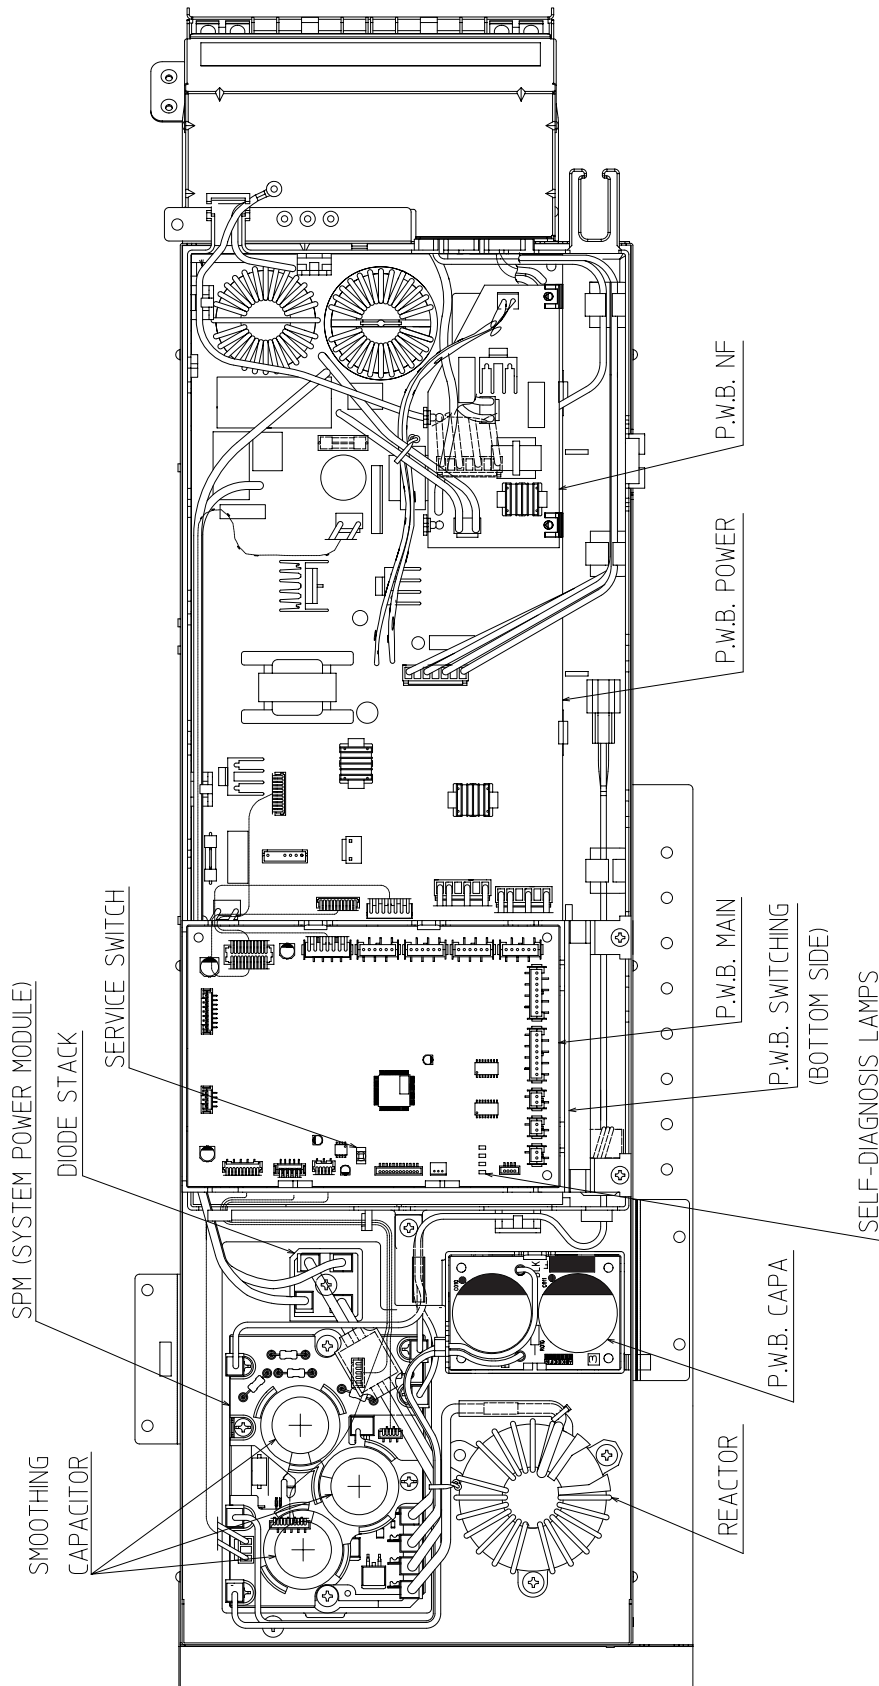 SPM (SYSTEM POWER MODULE)
DIODE STACK
SERVICE SWITCH
SMOOTHING
CAPACITOR
P.W.B. NF
P.W.B. POWER
P.W.B. MAIN
P.W.B. SWITCHING
(BOTTOM SIDE)
SELF-DIAGNOSIS LAMPS
P.W.B. CAPA
REACTOR